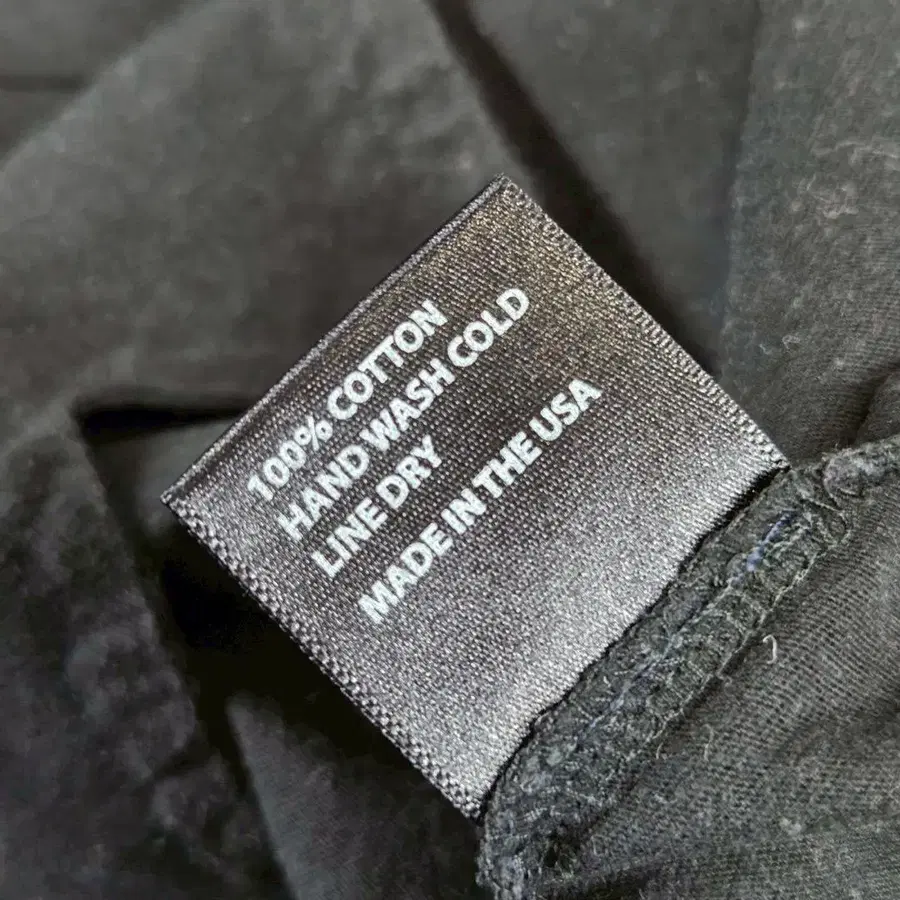 100% COTTON
HAND WASH COLD
LINE DRY
MADE IN THE USA